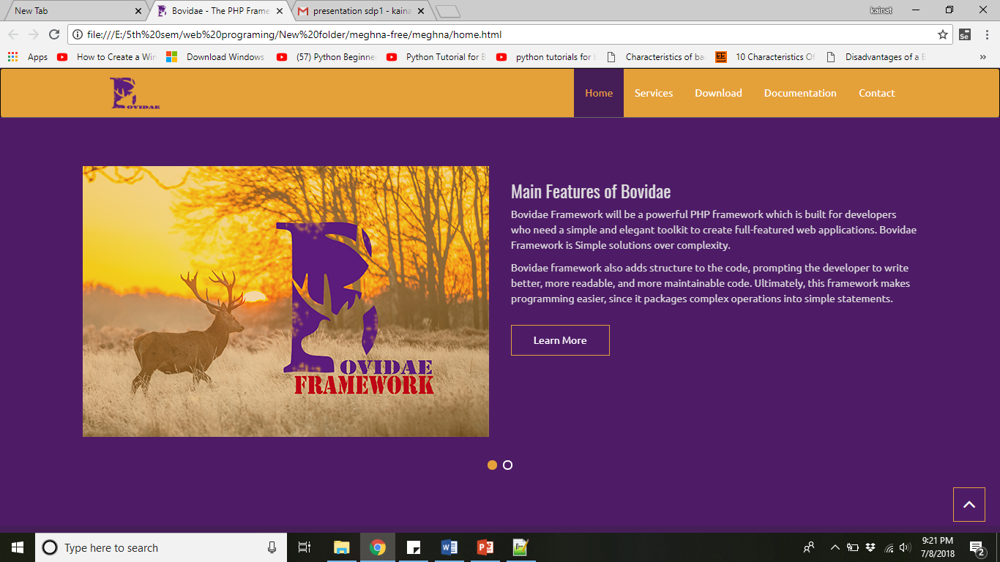 New Tab
Bovidae - The PHP Frame
presentation sdp1 - kaina
kainat
file:///E:/5th%20sem/web%20programing/New%20folder/meghna-free/meghna/home.html
Se
Apps
How to Create a Win
Download Windows
(57) Python Beginne
Python Tutorial for B
python tutorials for
Characteristics of ba
10 Characteristics Of
Disadvantages of a
»
BOVIDAE
Home
Services
Download
Documentation
Contact
BOVIDAE
FRAMEWORK
Main Features of Bovidae
Bovidae Framework will be a powerful PHP framework which is built for developers
who need a simple and elegant toolkit to create full-featured web applications. Bovidae
Framework is Simple solutions over complexity.
Bovidae framework also adds structure to the code, prompting the developer to write
better, more readable, and more maintainable code. Ultimately, this framework makes
programming easier, since it packages complex operations into simple statements.
Learn More
Type here to search
9:21 PM
7/8/2018
2